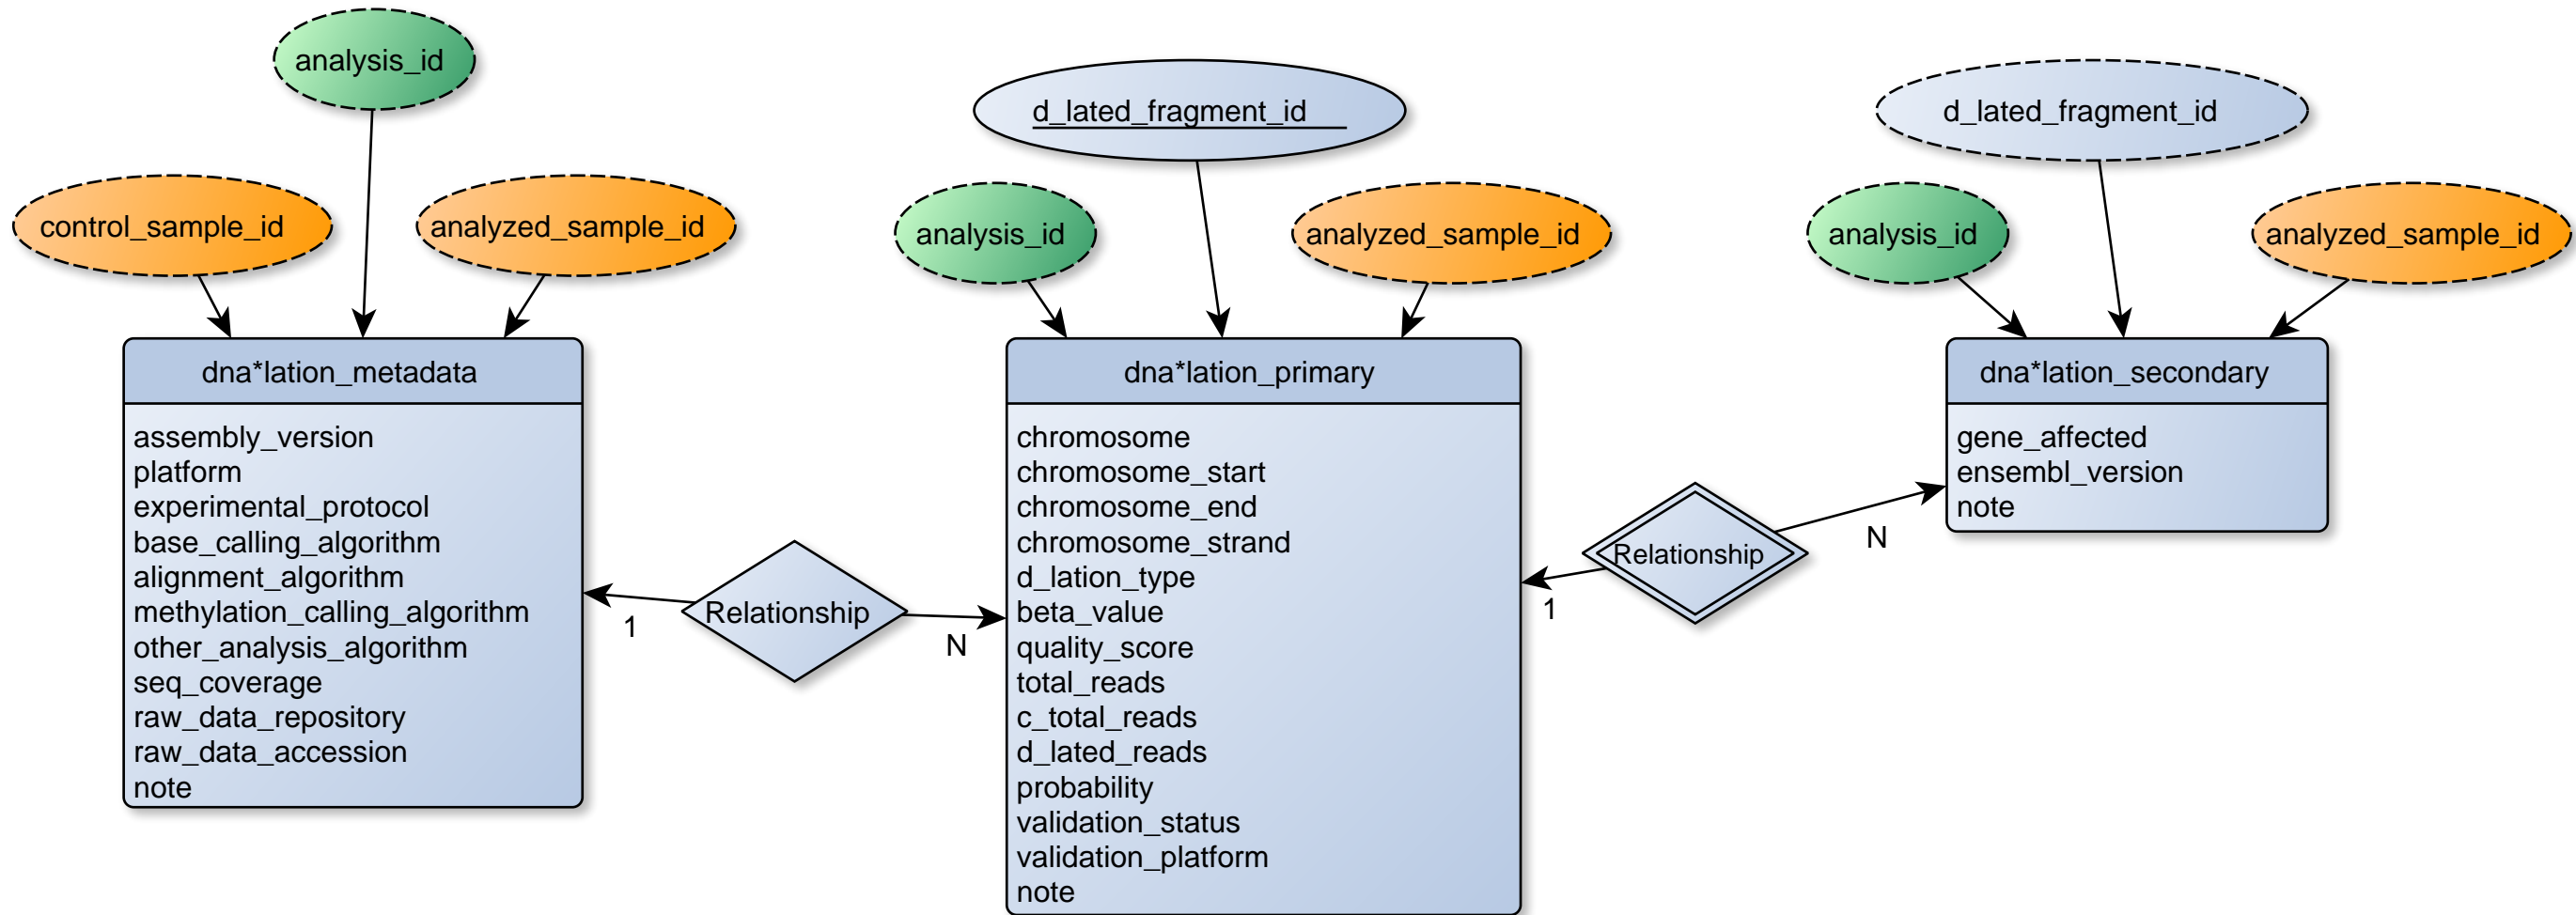 analysis_id
control_sample_id
analyzed_sample_id
dna*lation_metadata
assembly_version
platform
experimental_protocol
base_calling_algorithm
alignment_algorithm
methylation_calling_algorithm
other_analysis_algorithm
seq_coverage
raw_data_repository
raw_data_accession
note
1
Relationship
N
d_lated_fragment_id
analysis_id
analyzed_sample_id
dna*lation_primary
chromosome
chromosome_start
chromosome_end
chromosome_strand
d_lation_type
beta_value
quality_score
total_reads
c_total_reads
d_lated_reads
probability
validation_status
validation_platform
note
1
Relationship
N
d_lated_fragment_id
analysis_id
analyzed_sample_id
dna*lation_secondary
gene_affected
ensembl_version
note